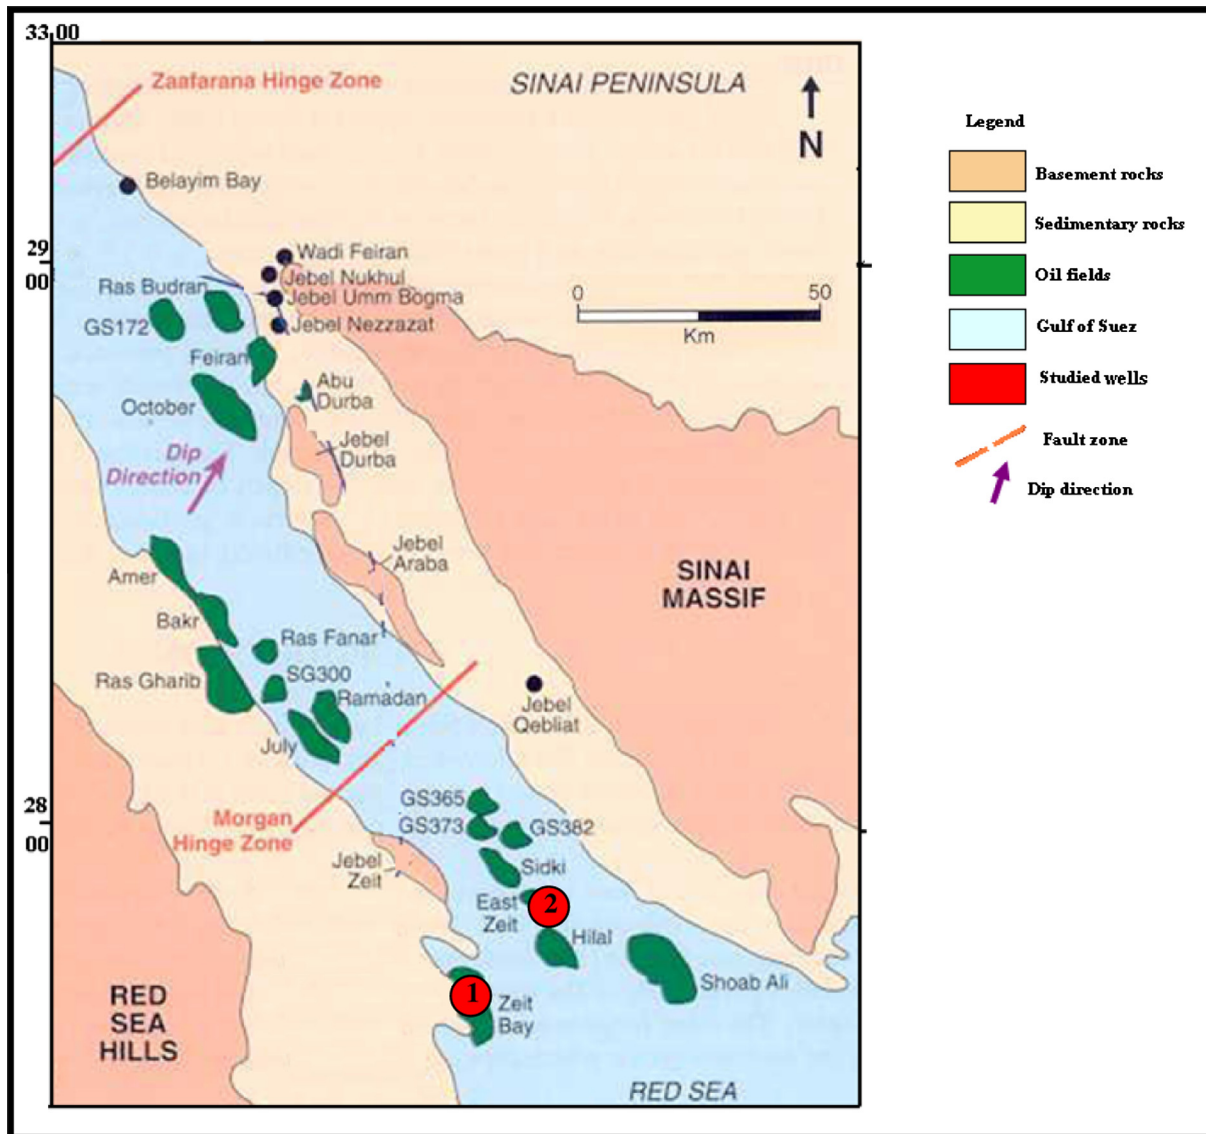 33 00
Zaafarana Hinge Zone
SINAI PENINSULA
N
Belayim Bay
29
00
Wadi Feiran
Jebel Nukhul
Ras Budran
Jebel Umm Bogma
GS172
Jebel Nezzazat
0
50
Km
Feiran
Abu
Durba
October
Jebel
Durba
Dip
Direction
Jebel
Araba
Amer
SINAI
MASSIF
Bakr
Ras Fanar
Ras Gharib
SG300
Ramadan
Jebel
Qebliat
July
28
00
Morgan
Hinge Zone
GS365
GS373
GS382
Jebel
Zeit
Sidki
East
Zeit
2
Hilal
Shoab Ali
1
Zeit
Bay
RED
SEA
HILLS
RED SEA
Legend
Basement rocks
Sedimentary rocks
Oil fields
Gulf of Suez
Studied wells
Fault zone
Dip direction